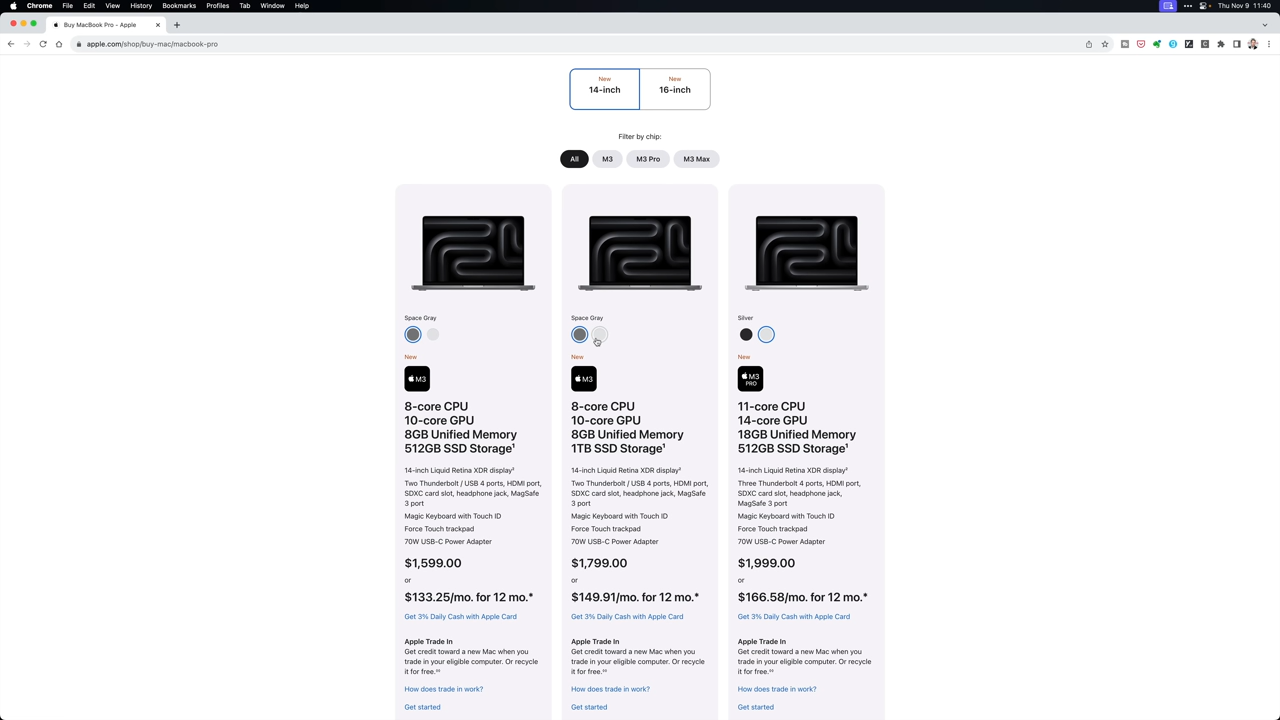 Chrome File Edit View History Bookmarks Profiles Tab Window Help Thu Nov 9 11:40
Buy MacBook Pro - Apple
apple.com/shop/buy-mac/macbook-pro
New New
14-inch 16-inch
Filter by chip:
All M3 M3 Pro M3 Max
Space Gray Space Gray Silver
New New New
M3 M3 M3 PRO
8-core CPU
10-core GPU
8GB Unified Memory
512GB SSD Storage¹
14-inch Liquid Retina XDR display²
Two Thunderbolt / USB 4 ports, HDMI port,
SDXC card slot, headphone jack, MagSafe
3 port
Magic Keyboard with Touch ID
Force Touch trackpad
70W USB-C Power Adapter
$1,599.00
or
$133.25/mo. for 12 mo.*
Get 3% Daily Cash with Apple Card
Apple Trade In
Get credit toward a new Mac when you
trade in your eligible computer. Or recycle
it for free.°°
How does trade in work?
Get started
8-core CPU
10-core GPU
8GB Unified Memory
1TB SSD Storage¹
14-inch Liquid Retina XDR display²
Two Thunderbolt / USB 4 ports, HDMI port,
SDXC card slot, headphone jack, MagSafe
3 port
Magic Keyboard with Touch ID
Force Touch trackpad
70W USB-C Power Adapter
$1,799.00
or
$149.91/mo. for 12 mo.*
Get 3% Daily Cash with Apple Card
Apple Trade In
Get credit toward a new Mac when you
trade in your eligible computer. Or recycle
it for free.°°
How does trade in work?
Get started
11-core CPU
14-core GPU
18GB Unified Memory
512GB SSD Storage¹
14-inch Liquid Retina XDR display²
Three Thunderbolt 4 ports, HDMI port,
SDXC card slot, headphone jack,
MagSafe 3 port
Magic Keyboard with Touch ID
Force Touch trackpad
70W USB-C Power Adapter
$1,999.00
or
$166.58/mo. for 12 mo.*
Get 3% Daily Cash with Apple Card
Apple Trade In
Get credit toward a new Mac when you
trade in your eligible computer. Or recycle
it for free.°°
How does trade in work?
Get started